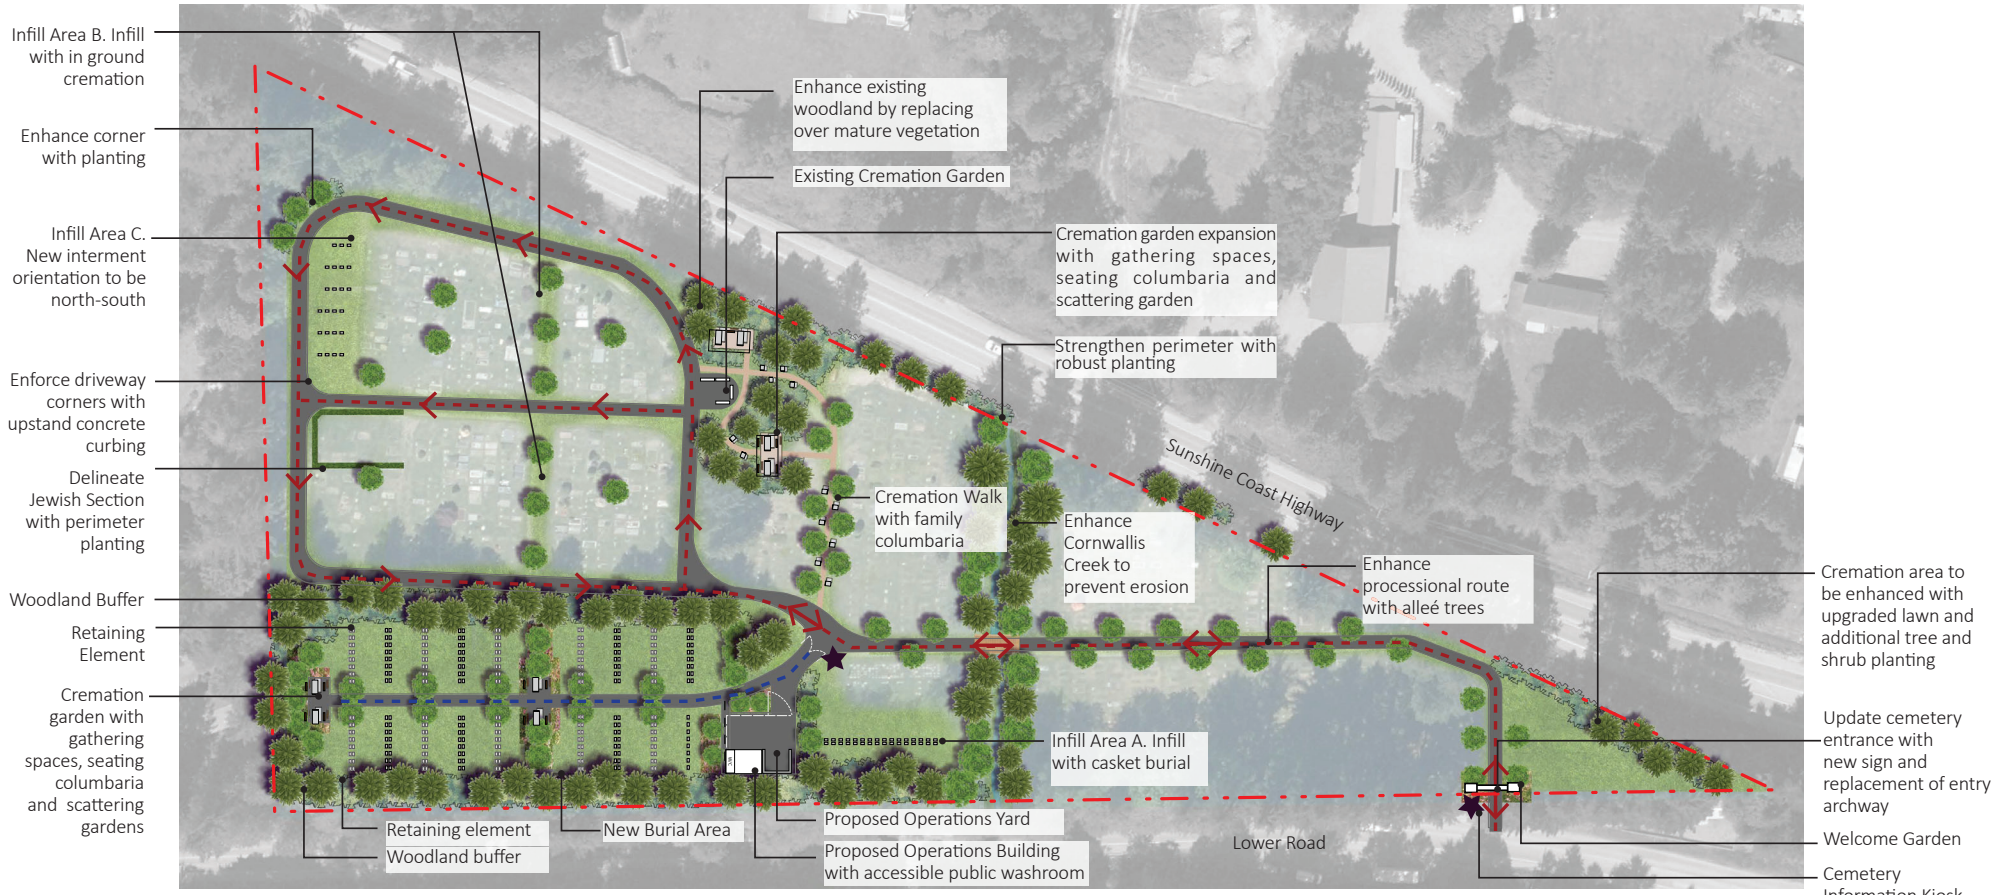 Infill Area B. Infill
with in ground
cremation
Enhance corner
with planting
Infill Area C.
New interment
orientation to be
north-south
Enforce driveway
corners with
upstand concrete
curbing
Delineate
Jewish Section
with perimeter
planting
Woodland Buffer
Retaining
Element
Cremation
garden with
gathering
spaces, seating
columbaria
and scattering
gardens
Enhance existing
woodland by replacing
over mature vegetation
Existing Cremation Garden
Cremation garden expansion
with gathering spaces,
seating columbaria and
scattering garden
Strengthen perimeter with
robust planting
Sunshine Coast Highway
Cremation Walk
with family
columbaria
Enhance
Cornwallis
Creek to
prevent erosion
Enhance
processional route
with alleé trees
Infill Area A. Infill
with casket burial
W/C
Retaining element
Woodland buffer
New Burial Area
Proposed Operations Yard
Proposed Operations Building
with accessible public washroom
Lower Road
Cremation area to
be enhanced with
upgraded lawn and
additional tree and
shrub planting
Update cemetery
entrance with
new sign and
replacement of entry
archway
Welcome Garden
Cemetery
Information Kiosk